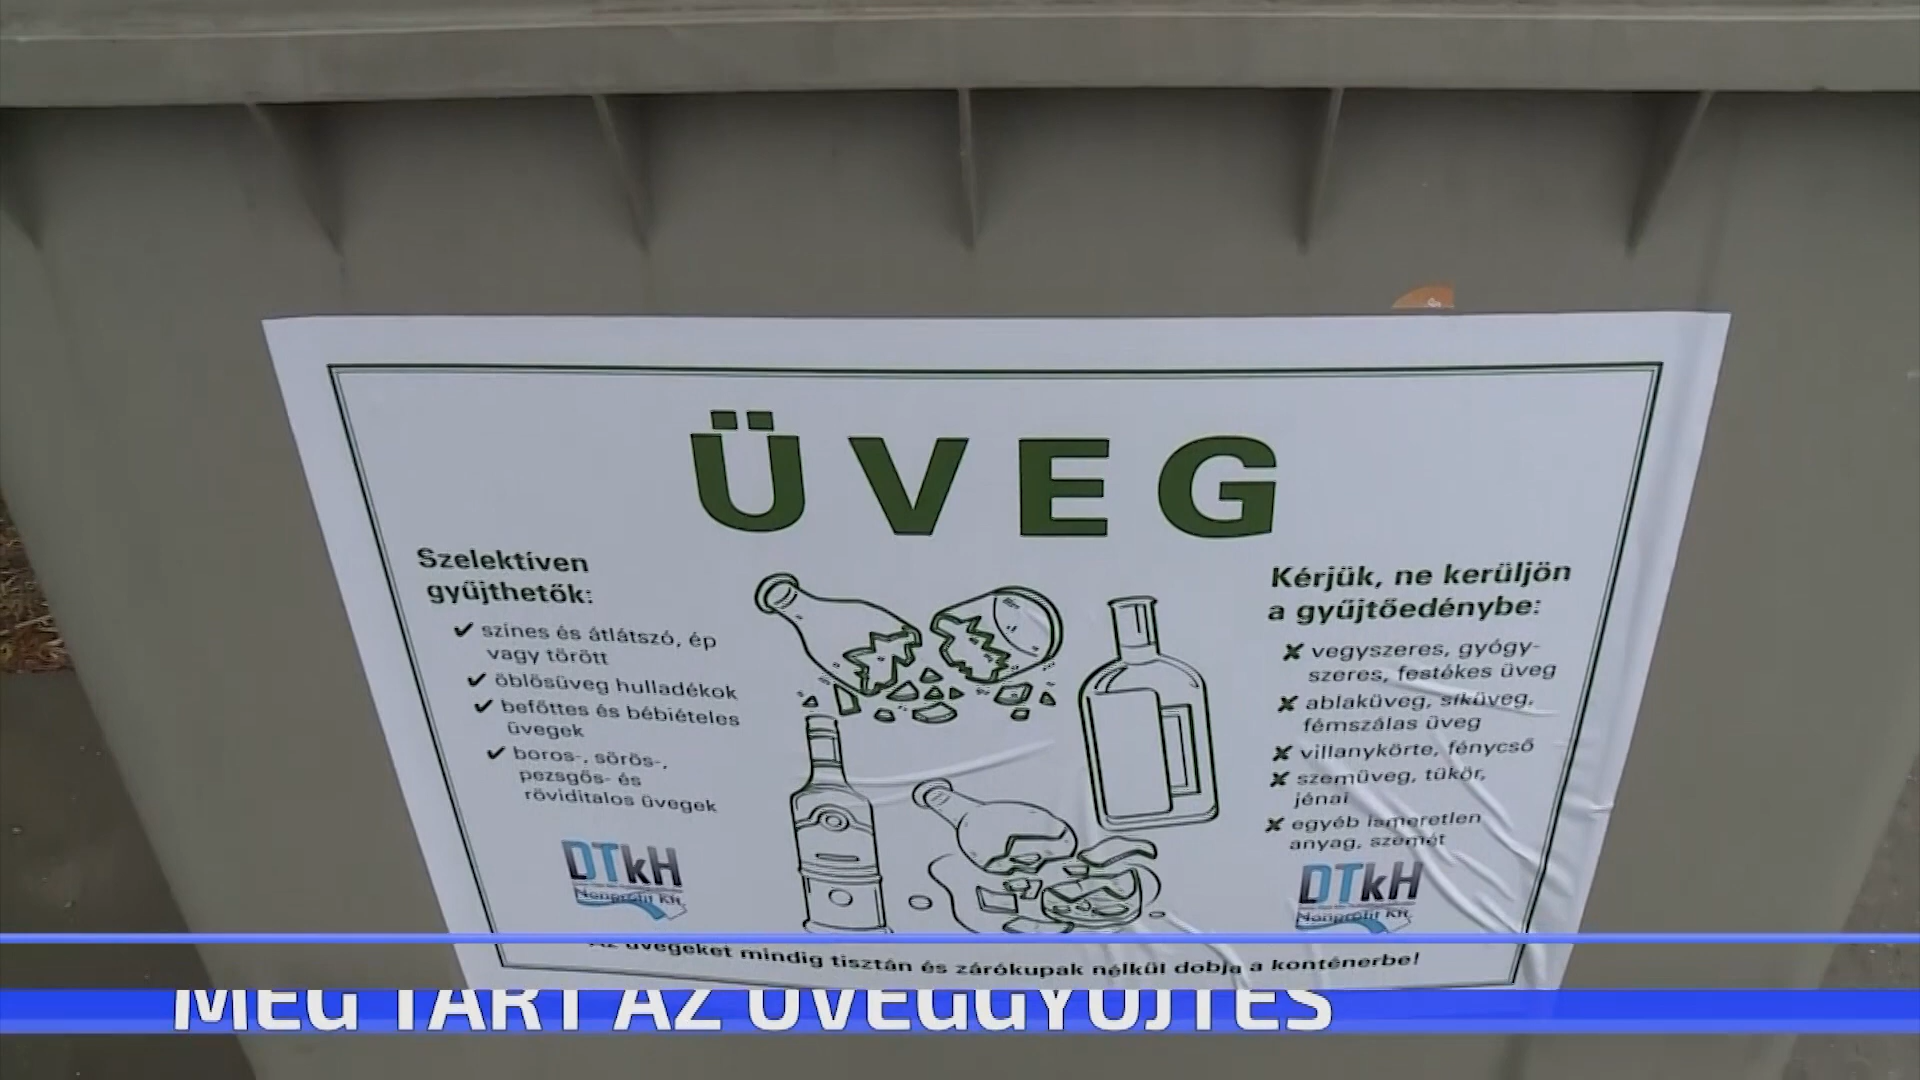 ÜVEG
Szelektíven
gyűjthetők:
✔ színes és átlátszó, ép
vagy törött
✔ öblösüveg hulladékok
✔ befőttes és bébiételes
üvegek
✔ boros-, sörös-,
pezsgős- és
röviditalos üvegek
Kérjük, ne kerüljön
a gyűjtőedénybe:
✘ vegyszeres, gyógy-
szeres, festékes üveg
✘ ablaküveg, síküveg,
fémszálas üveg
✘ villanykörte, fénycső
✘ szemüveg, tükör,
jénai
✘ egyéb ismeretlen
anyag, szemét
DTkH
Nonprofit Kft.
DTkH
Nonprofit Kft.
Az üvegeket mindig tisztán és zárókupak nélkül dobja a konténerbe!
MÉG TART AZ ÜVEGGYŰJTÉS